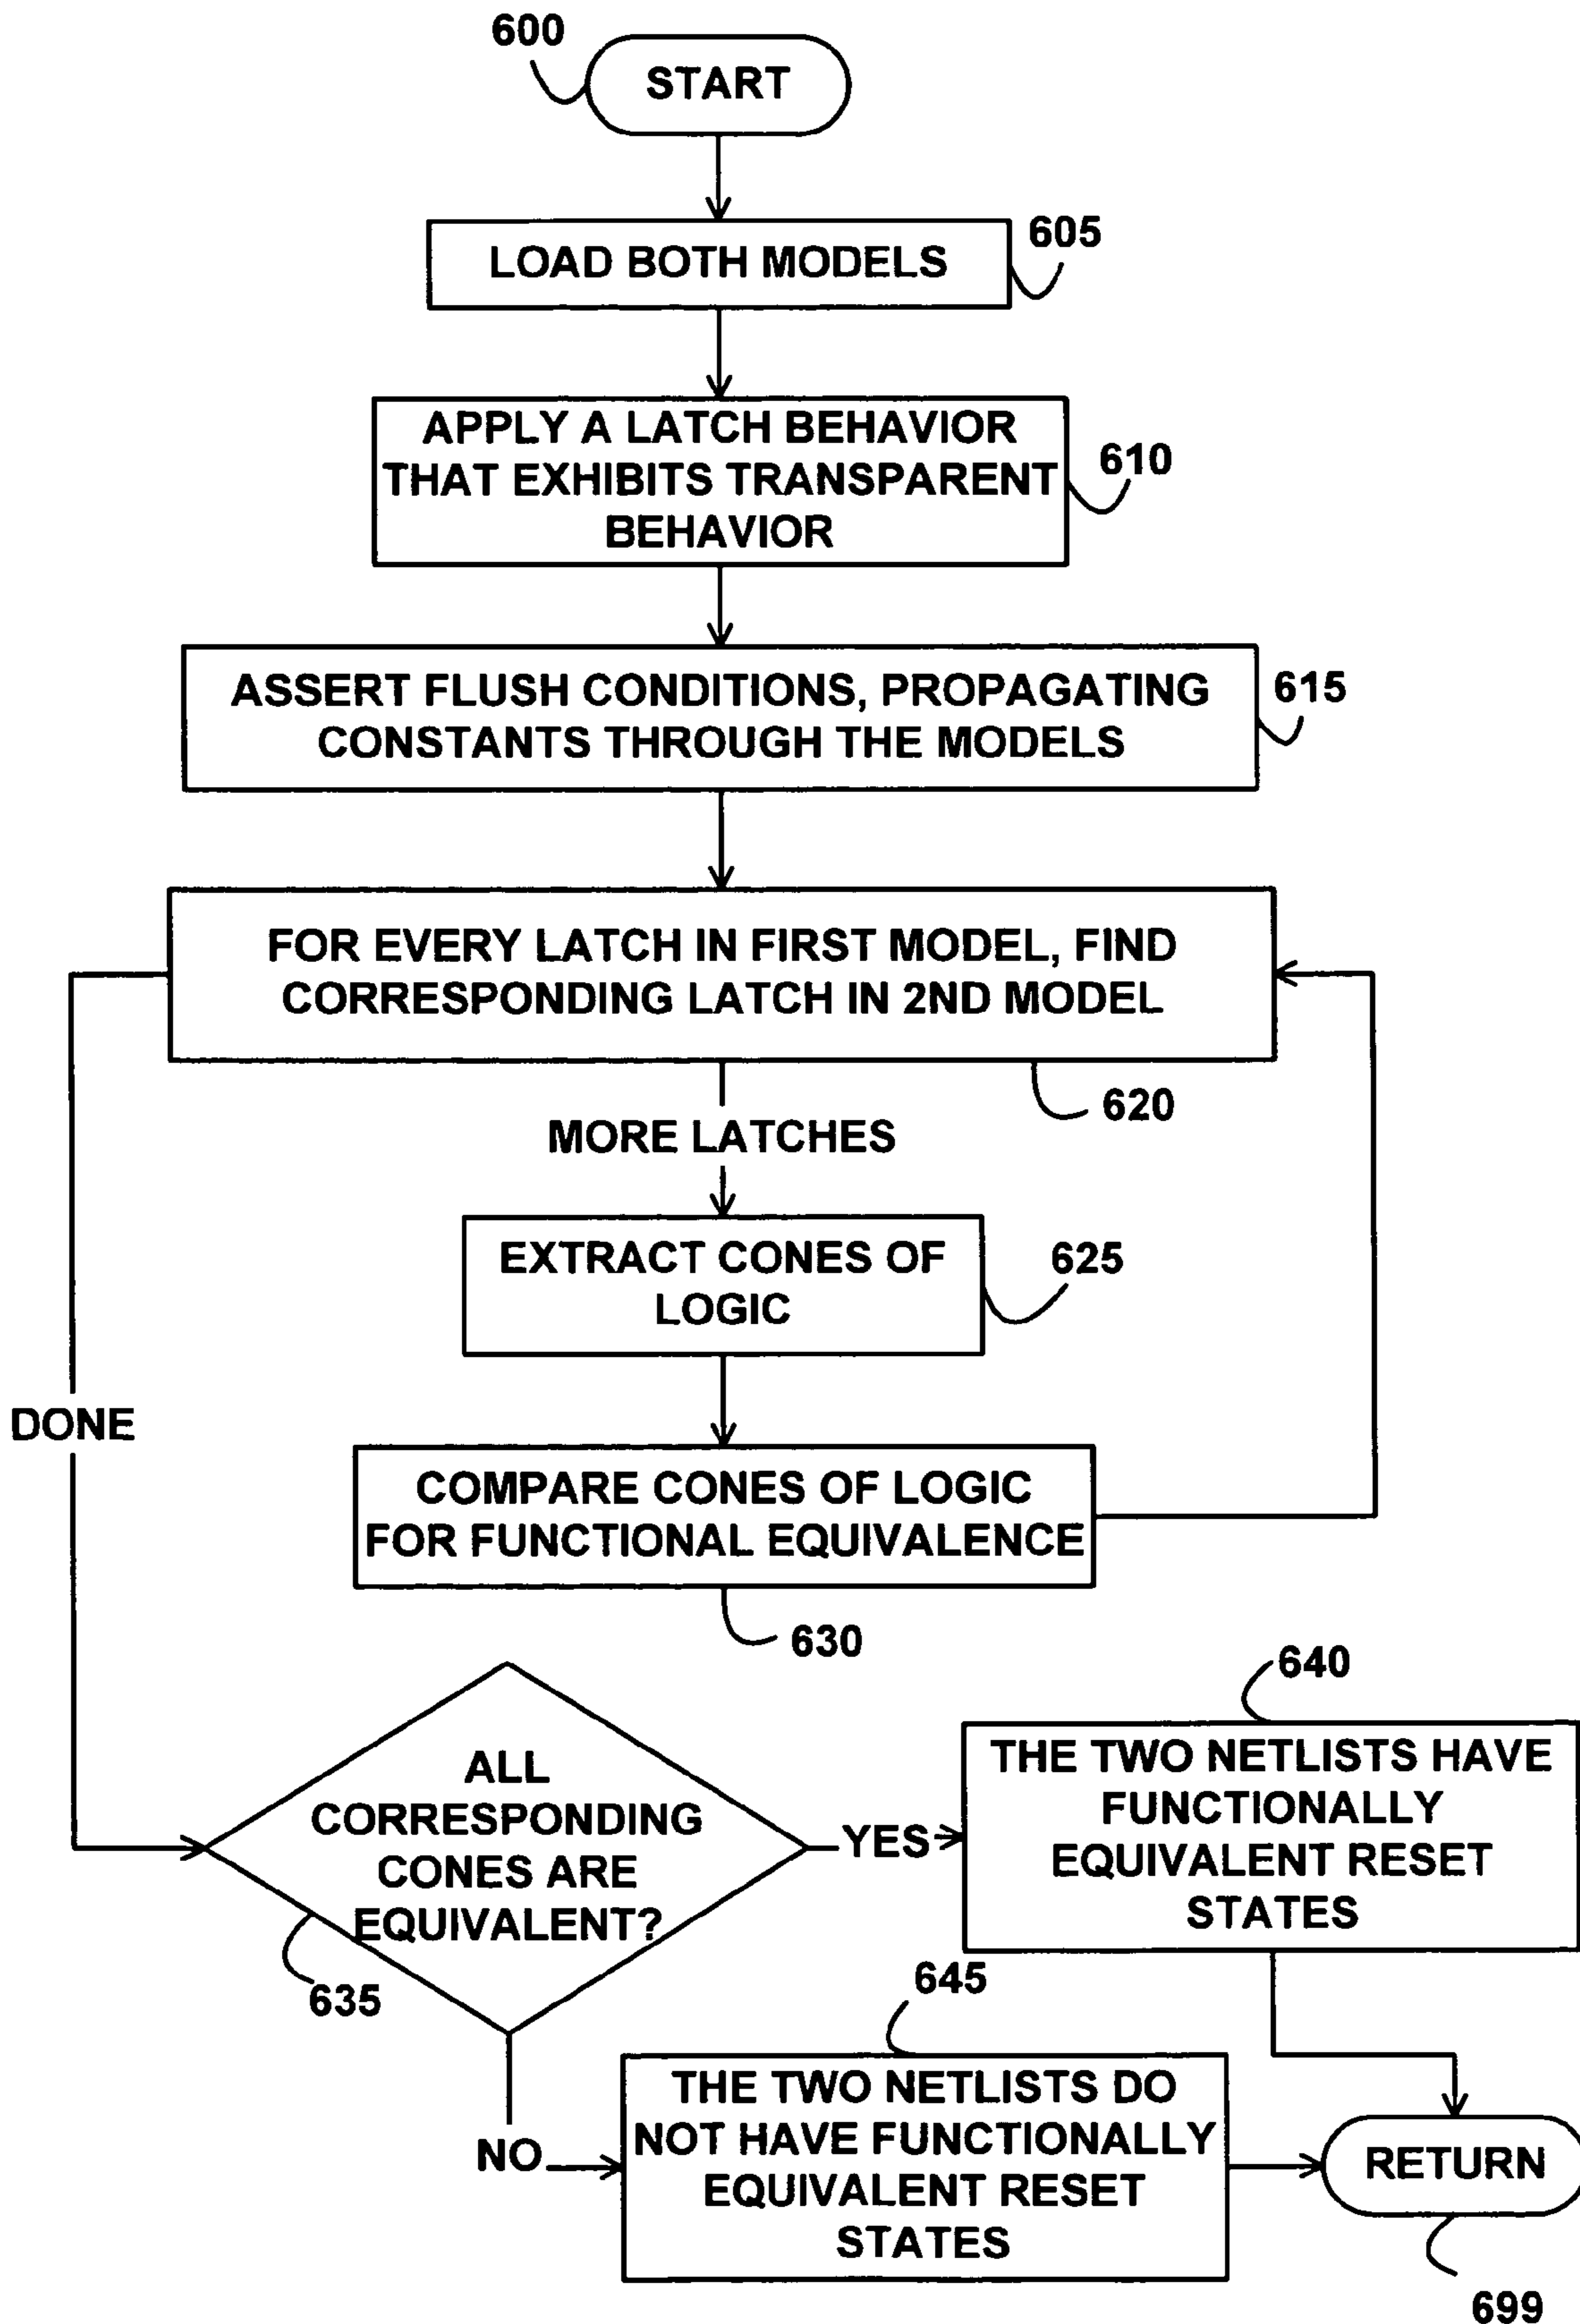 600
START
605
LOAD BOTH MODELS
APPLY A LATCH BEHAVIOR
THAT EXHIBITS TRANSPARENT
BEHAVIOR
610
ASSERT FLUSH CONDITIONS, PROPAGATING
CONSTANTS THROUGH THE MODELS
615
FOR EVERY LATCH IN FIRST MODEL, FIND
CORRESPONDING LATCH IN 2ND MODEL
620
MORE LATCHES
EXTRACT CONES OF
LOGIC
625
DONE
COMPARE CONES OF LOGIC
FOR FUNCTIONAL EQUIVALENCE
630
ALL
CORRESPONDING
CONES ARE
EQUIVALENT?
635
YES
640
THE TWO NETLISTS HAVE
FUNCTIONALLY
EQUIVALENT RESET
STATES
NO
645
THE TWO NETLISTS DO
NOT HAVE FUNCTIONALLY
EQUIVALENT RESET
STATES
RETURN
699